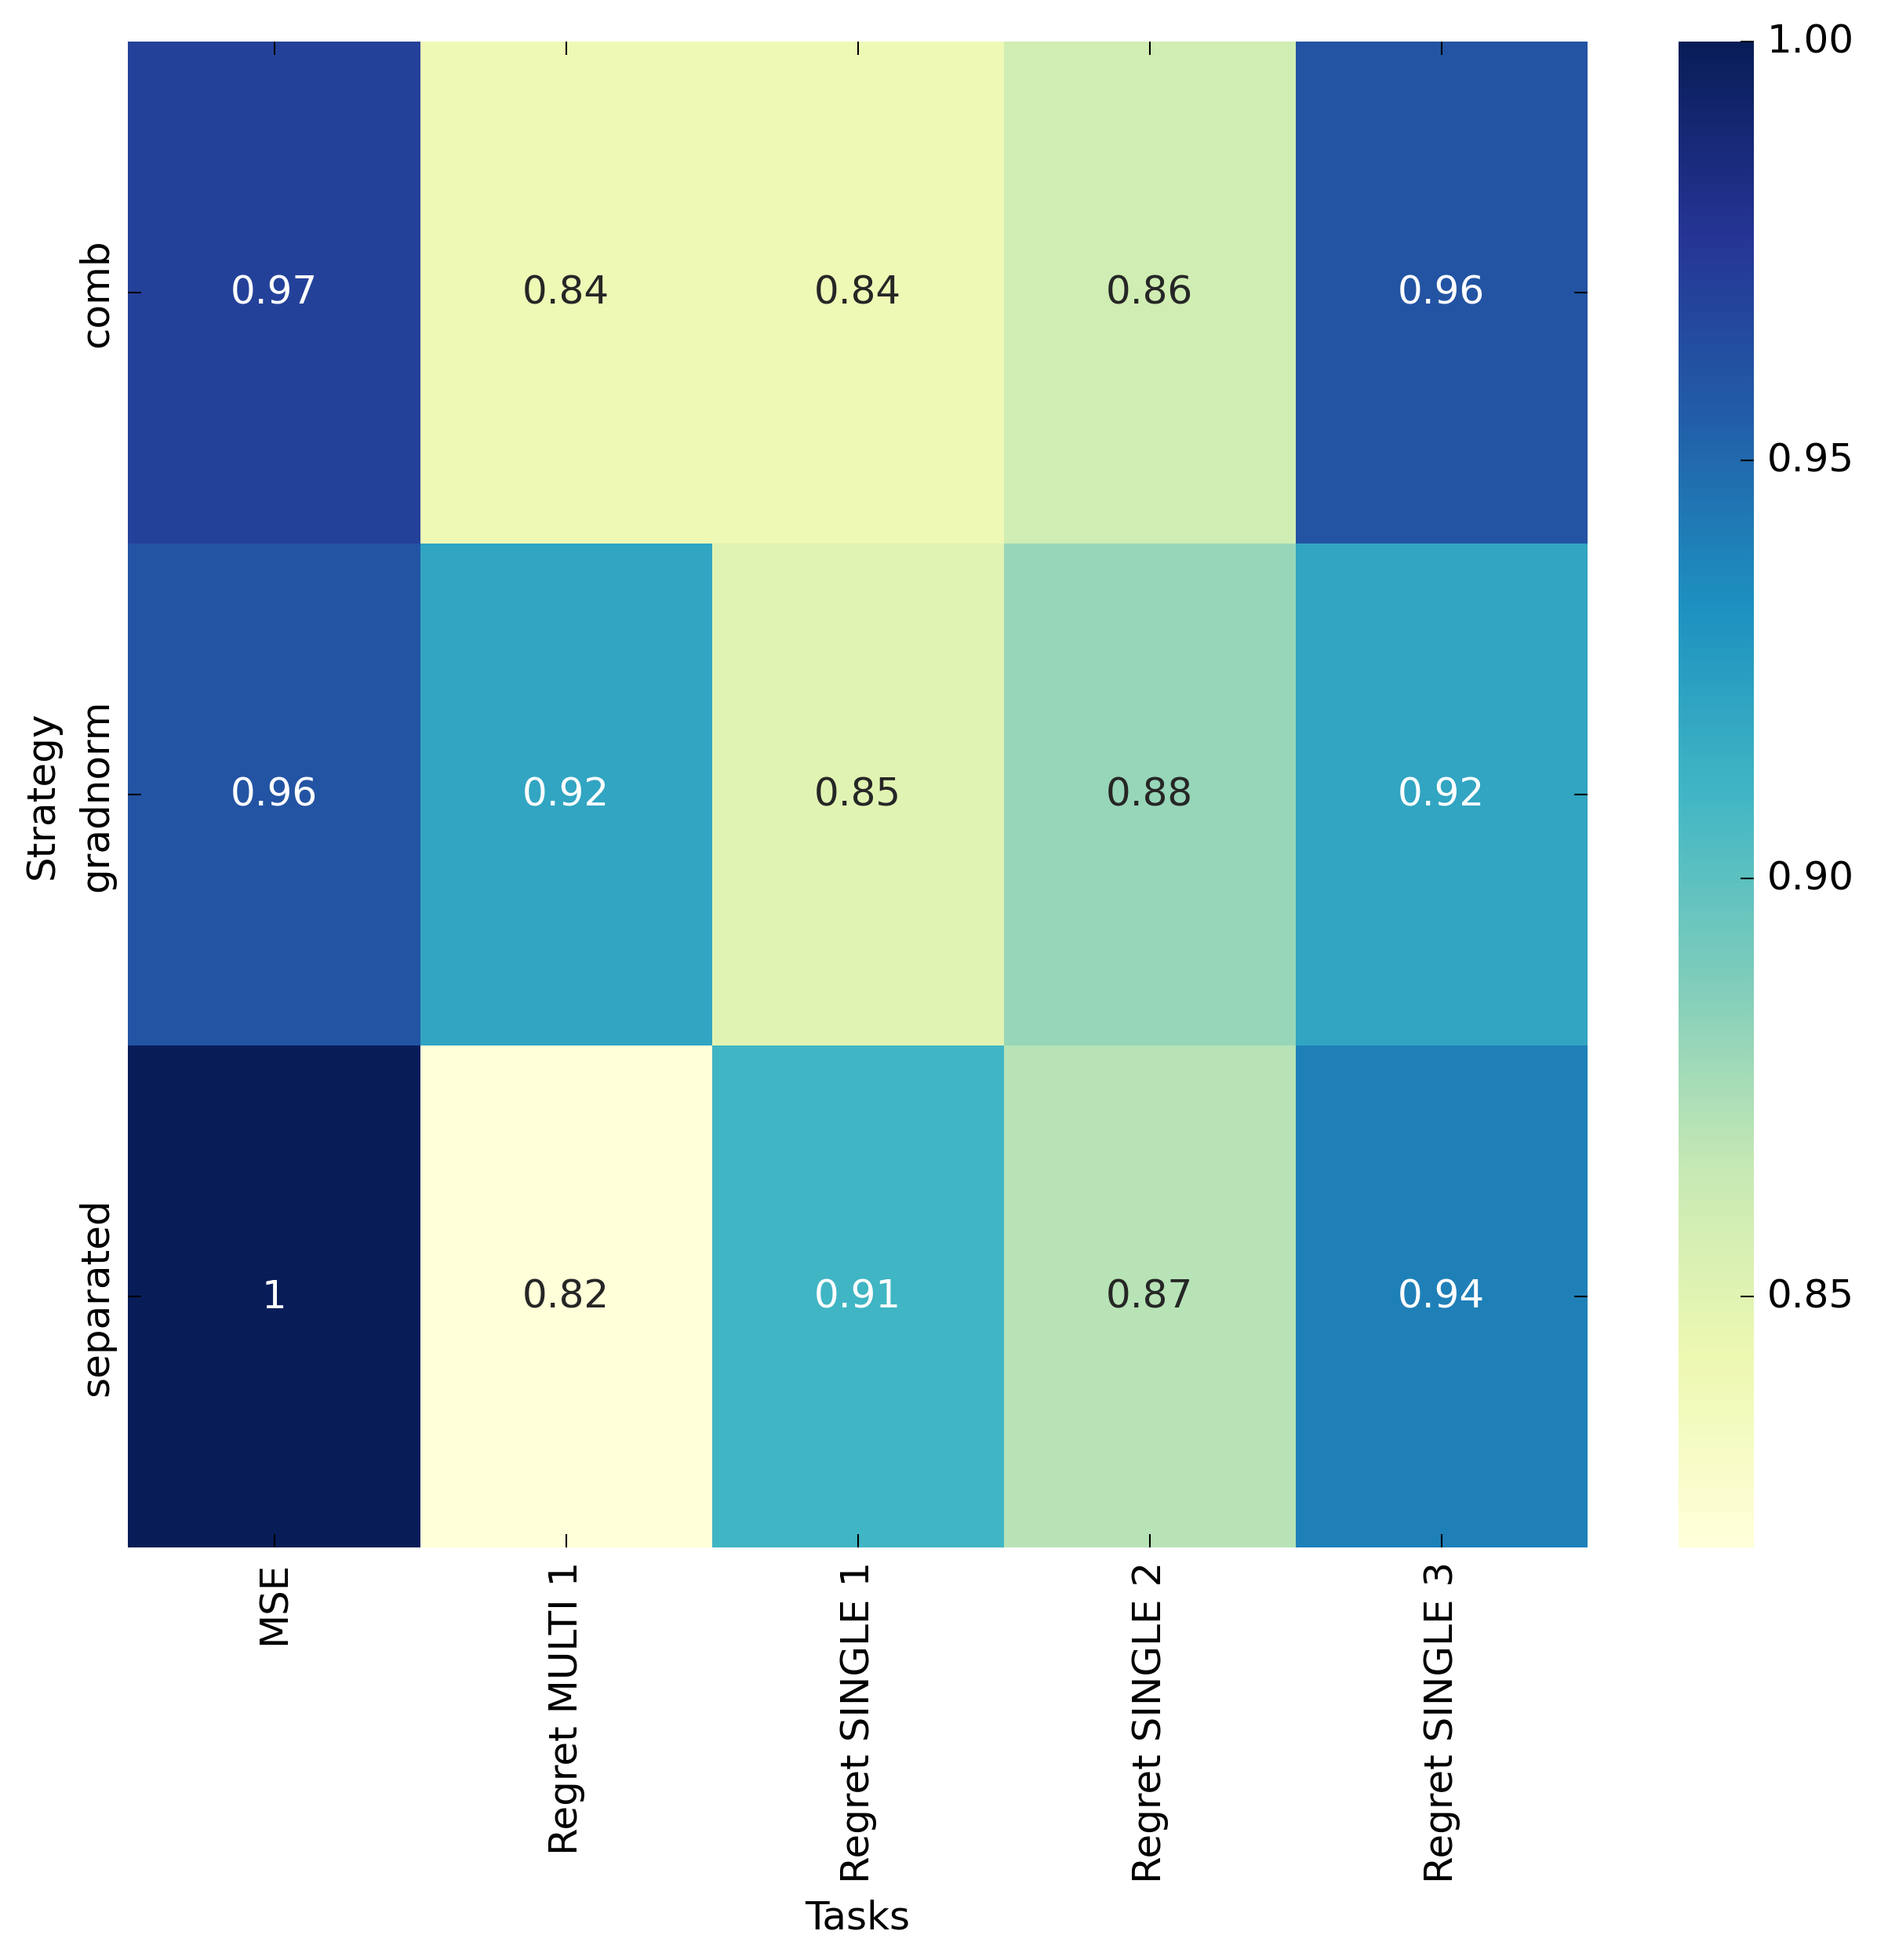 1.00
comb
0.97 0.84 0.84 0.86 0.96
0.95
Strategy
gradnorm
0.96 0.92 0.85 0.88 0.92
0.90
separated
1 0.82 0.91 0.87 0.94
0.85
MSE
Regret MULTI 1
Regret SINGLE 1
Regret SINGLE 2
Regret SINGLE 3
Tasks